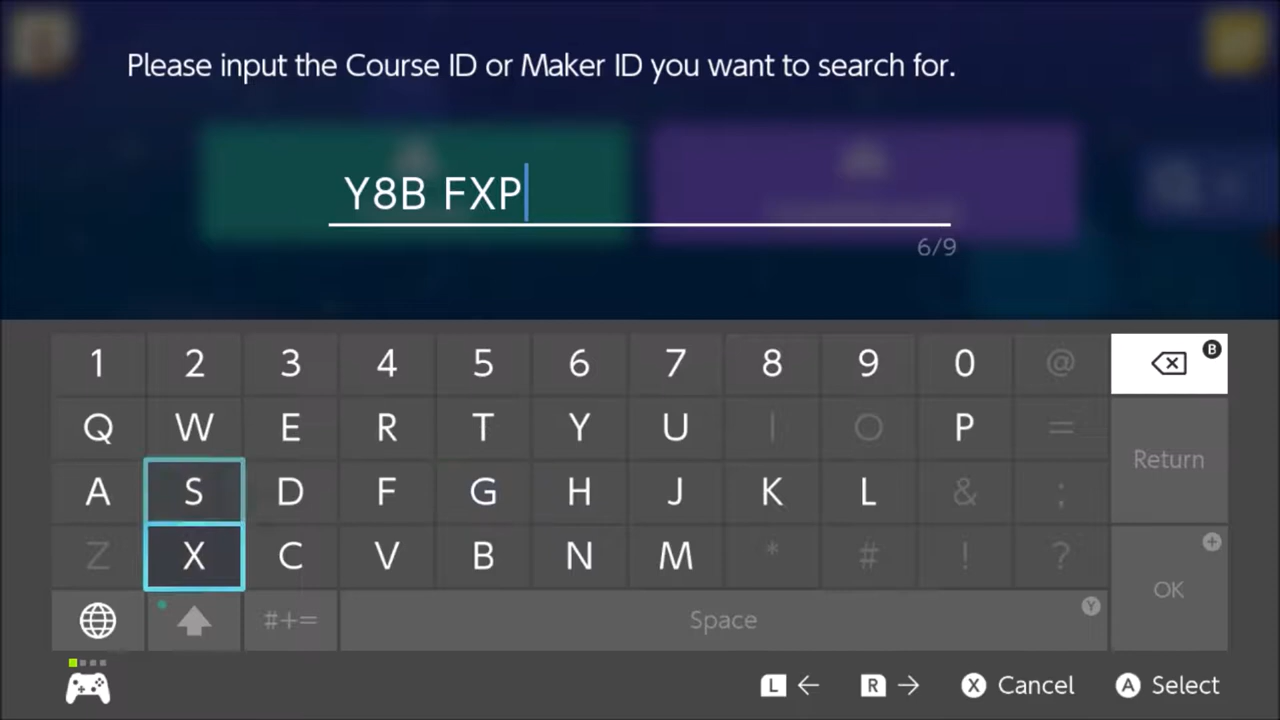 Please input the Course ID or Maker ID you want to search for.
Y8B FXP
6/9
1 2 3 4 5 6 7 8 9 0 @ B
Q W E R T Y U I O P = Return
A S D F G H J K L & ;
Z X C V B N M * # ! ? + OK
#+= Space Y
L ← R → X Cancel A Select